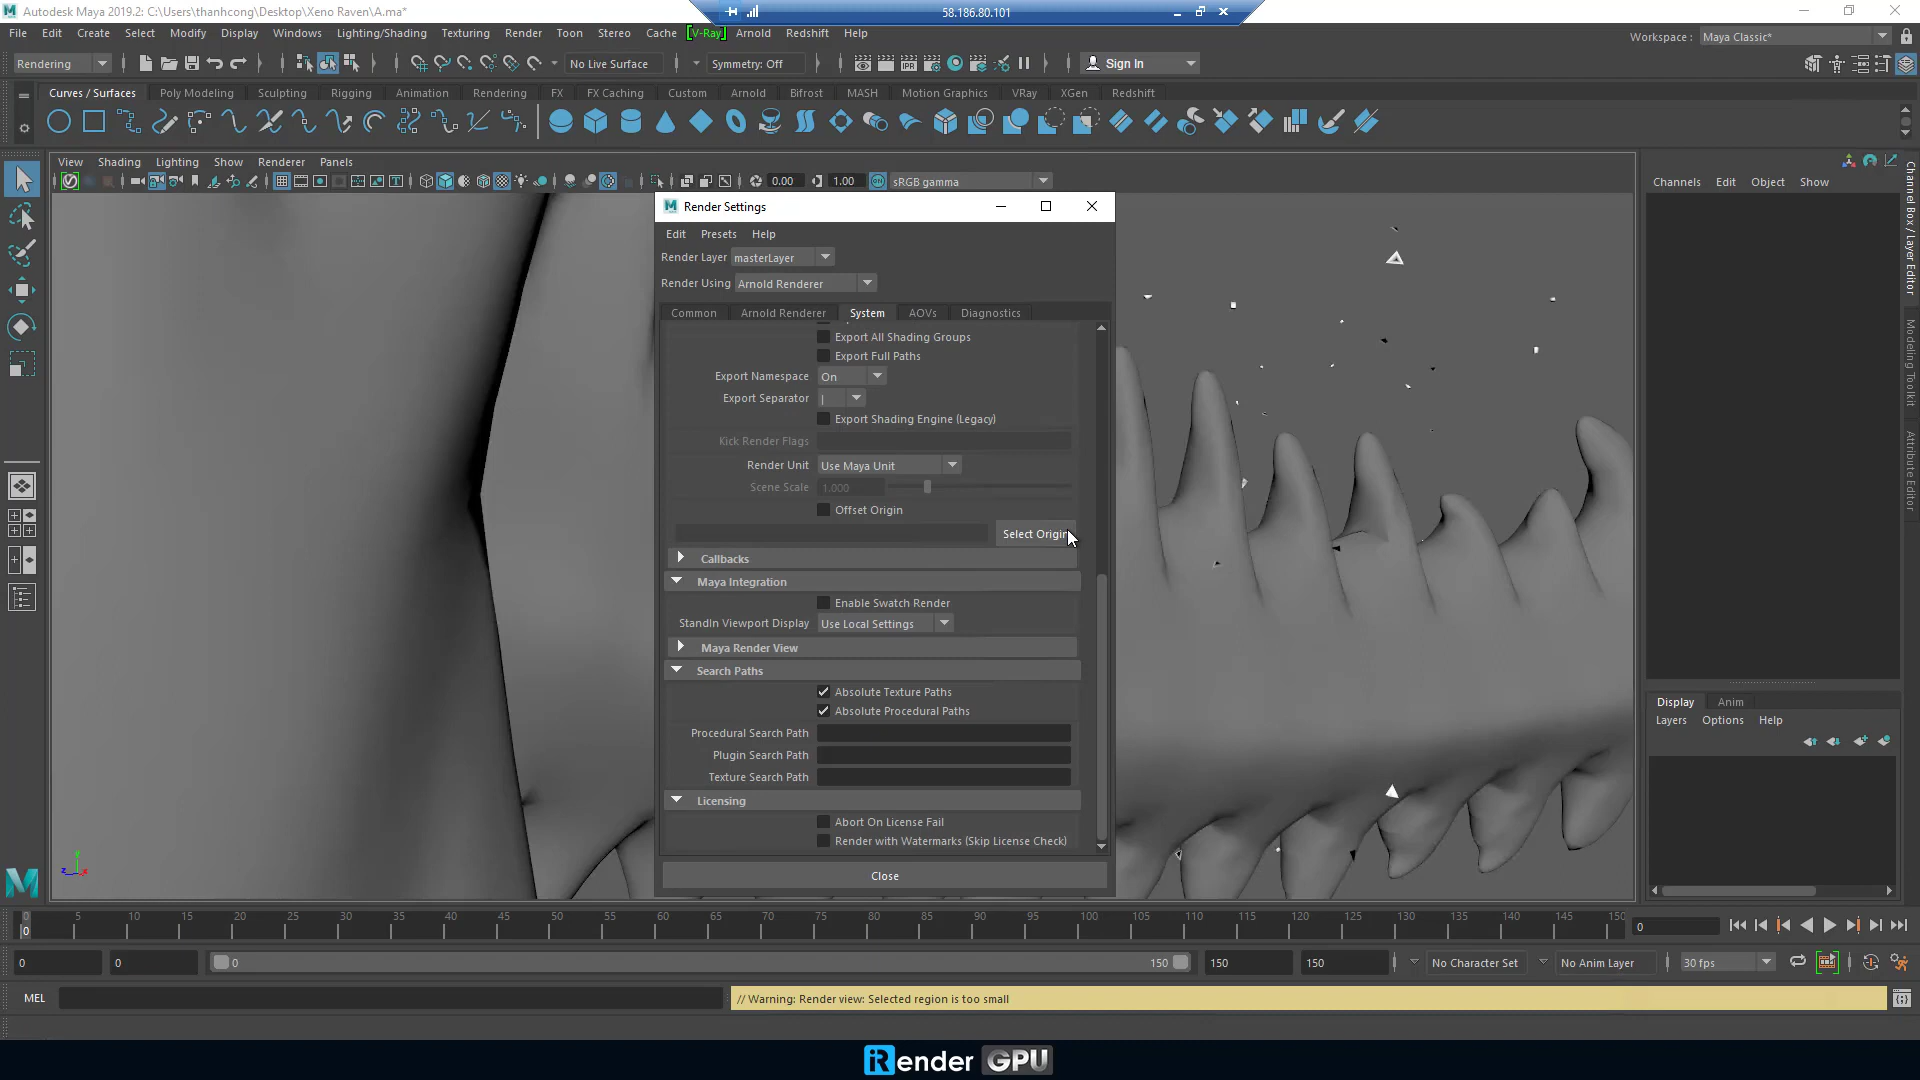 Autodesk Maya 2019.2: C:\Users\thanhcong\Desktop\Xeno Raven\A.ma*
58.186.80.101
File Edit Create Select Modify Display Windows Lighting/Shading Texturing Render Toon Stereo Cache [V-Ray] Arnold Redshift Help
Workspace : Maya Classic*
Rendering
No Live Surface
Symmetry: Off
Sign In
Curves / Surfaces Poly Modeling Sculpting Rigging Animation Rendering FX FX Caching Custom Arnold Bifrost MASH Motion Graphics VRay XGen Redshift
View Shading Lighting Show Renderer Panels
0.00 1.00 sRGB gamma
Channels Edit Object Show
Channel Box / Layer Editor
Modeling Toolkit
Attribute Editor
Render Settings
Edit Presets Help
Render Layer masterLayer
Render Using Arnold Renderer
Common Arnold Renderer System AOVs Diagnostics
Export All Shading Groups
Export Full Paths
Export Namespace On
Export Separator |
Export Shading Engine (Legacy)
Kick Render Flags
Render Unit Use Maya Unit
Scene Scale 1.000
Offset Origin
Select Origin
Callbacks
Maya Integration
Enable Swatch Render
StandIn Viewport Display Use Local Settings
Maya Render View
Search Paths
Absolute Texture Paths
Absolute Procedural Paths
Procedural Search Path
Plugin Search Path
Texture Search Path
Licensing
Abort On License Fail
Render with Watermarks (Skip License Check)
Close
Display Anim
Layers Options Help
y
z x
0 5 10 15 20 25 30 35 40 45 50 55 60 65 70 75 80 85 90 95 100 105 110 115 120 125 130 135 140 145 150
0
0
0 0 0 150 150 150 No Character Set No Anim Layer 30 fps
MEL // Warning: Render view: Selected region is too small
iRender GPU